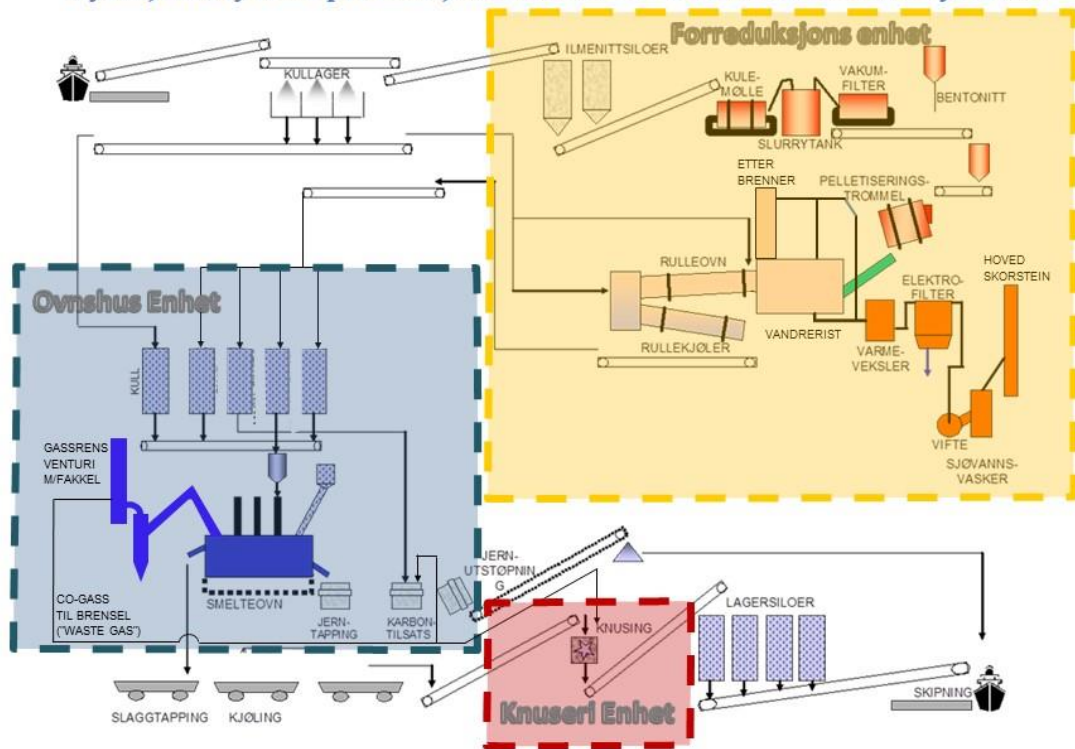 Forreduksjons enhet
ILMENITTSILOER
KULLAGER
KULE-
MØLLE
VAKUM-
FILTER
BENTONITT
SLURRYTANK
ETTER
BRENNER
PELLETISERINGS-
TROMMEL
HOVED
SKORSTEIN
RULLEOVN
ELEKTRO-
FILTER
VANDRERIST
RULLEKJØLER
VARME-
VEKSLER
VIFTE
SJØVANNS-
VASKER
Ovnshus Enhet
KULL
GASSRENS
VENTURI
M/FAKKEL
CO-GASS
TIL BRENSEL
("WASTE GAS")
SMELTEOVN
JERN-
TAPPING
KARBON-
TILSATS
JERN-
UTSTØPNIN
G
KNUSING
LAGERSILOER
Knuseri Enhet
SKIPNING
SLAGGTAPPING
KJØLING